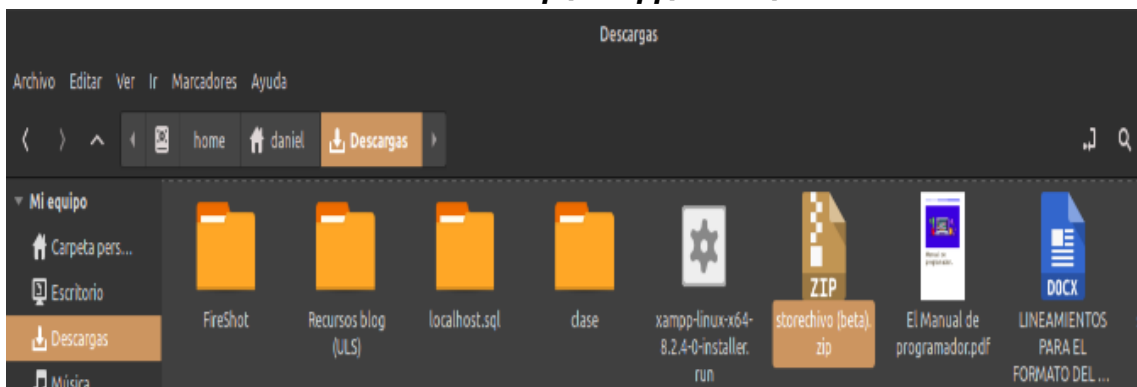 Descargas
Archivo Editar Ver Ir Marcadores Ayuda
home daniel Descargas
Mi equipo
Carpeta pers...
Escritorio
Descargas
Música
FireShot
Recursos blog
(ULS)
localhost.sql
clase
xampp-linux-x64-
8.2.4-0-installer.
run
ZIP
storechivo (beta).
zip
El Manual de
programador.pdf
DOCX
LINEAMIENTOS
PARA EL
FORMATO DEL ...